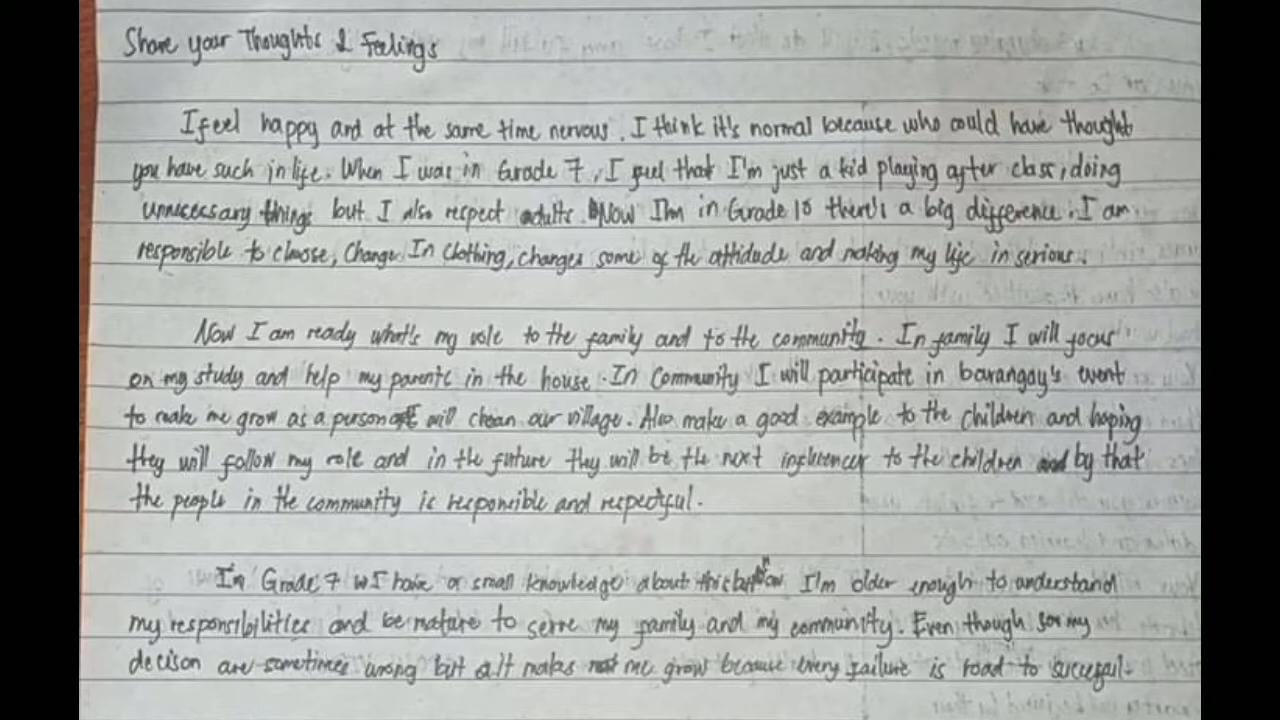 Share your Thoughts & Feelings
I feel happy and at the same time nervous. I think it's normal because who could have thought
you have such in life. When I was in Grade 7, I feel that I'm just a kid playing after class, doing
unnecessary things but I also respect adults. Now I'm in Grade 10 there's a big difference. I am
responsible to choose, Change In Clothing, changes some of the attidude and making my life in serious.
Now I am ready what's my role to the family and to the community. In family I will focus
on my study and help my parents in the house. In Community I will participate in barangay's event
to make me grow as a person will clean our village. Also make a good example to the children and hoping
they will follow my role and in the future they will be the next influencer to the children and by that
the people in the community is responsible and respectful.
In Grade 7 I have a small knowledge about this but now I'm older enough to understand
my responsibilities and be mature to serve my family and my community. Even though my
decison are sometimes wrong but it makes me grow because every failure is road to succesful.